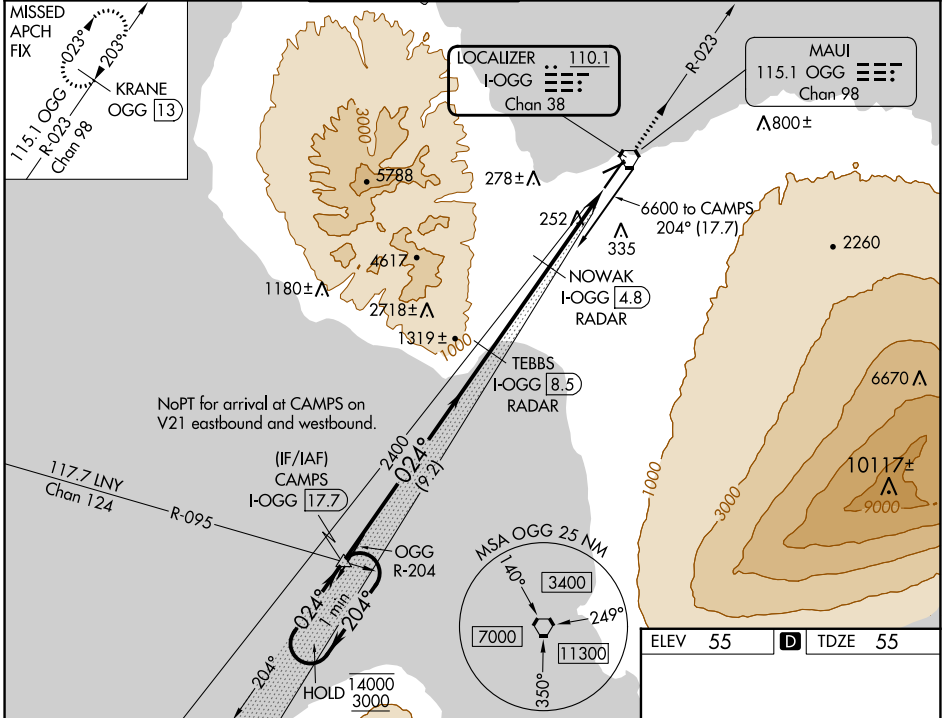 MISSED
APCH
FIX
023°
203°
KRANE
OGG 13
115.1 OGG
R-023
Chan 98
LOCALIZER 110.1
I-OGG
Chan 38
R-023
MAUI
115.1 OGG
Chan 98
800±
3000
5788
278±
252
335
6600 to CAMPS
204° (17.7)
2260
4617
NOWAK
I-OGG 4.8
RADAR
1180±
2718±
1319±
1000
TEBBS
I-OGG 8.5
RADAR
6670
NoPT for arrival at CAMPS on
V21 eastbound and westbound.
2400
024°
(9.2)
(IF/IAF)
CAMPS
I-OGG 17.7
117.7 LNY
Chan 124
R-095
1000
3000
10117±
9000
OGG
R-204
024°
1 min
204°
204°
HOLD
14000
3000
MSA OGG 25 NM
140°
3400
249°
7000
11300
350°
ELEV 55 D TDZE 55